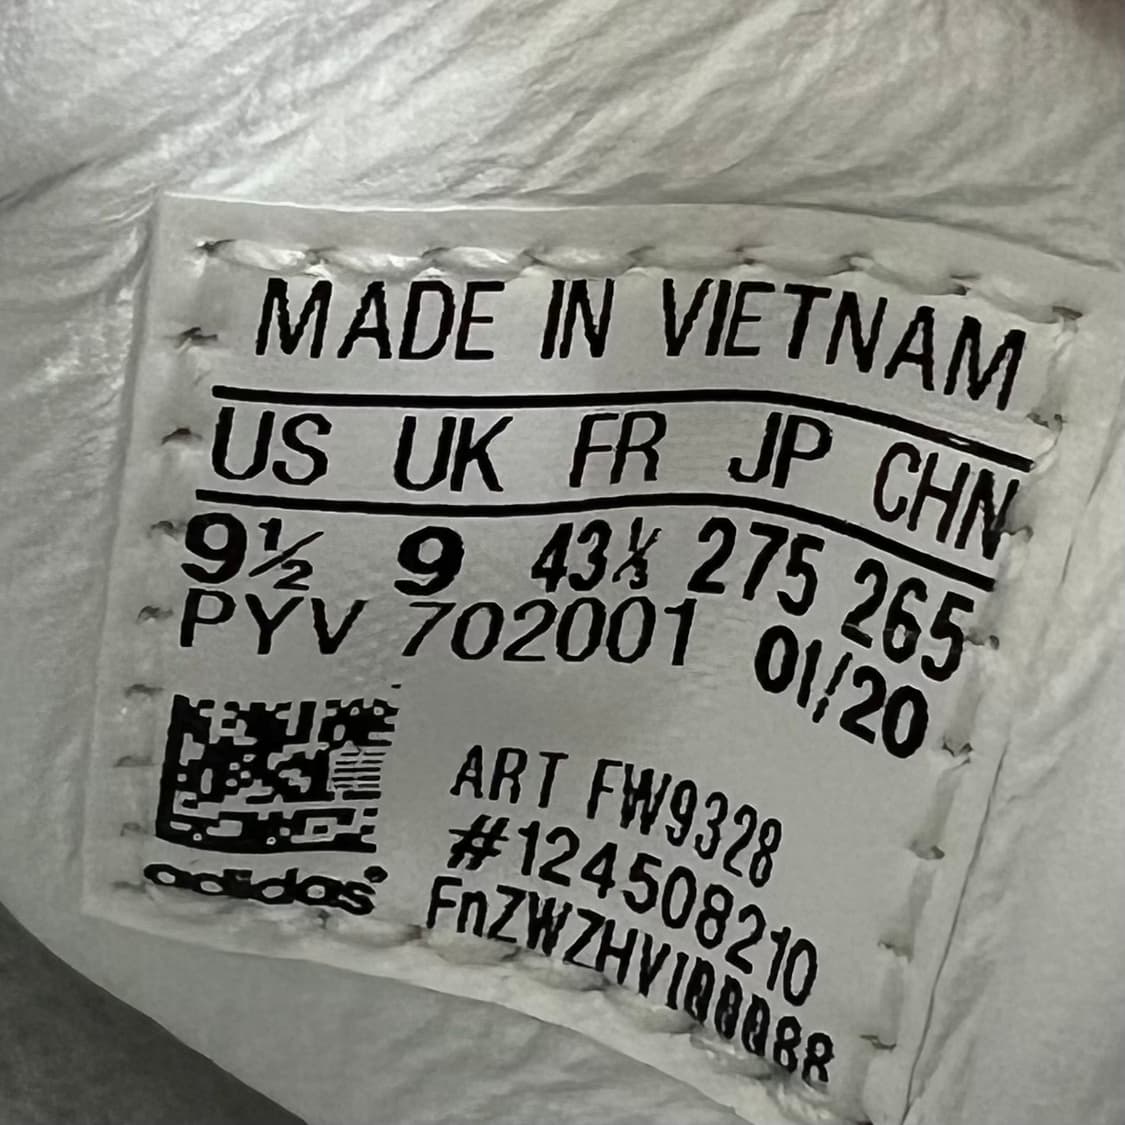 MADE IN VIETNAM
US UK FR JP CHN
9½ 9 43⅓ 275 265
PYV 702001 01/20
ART FW9328
#124508210
adidas